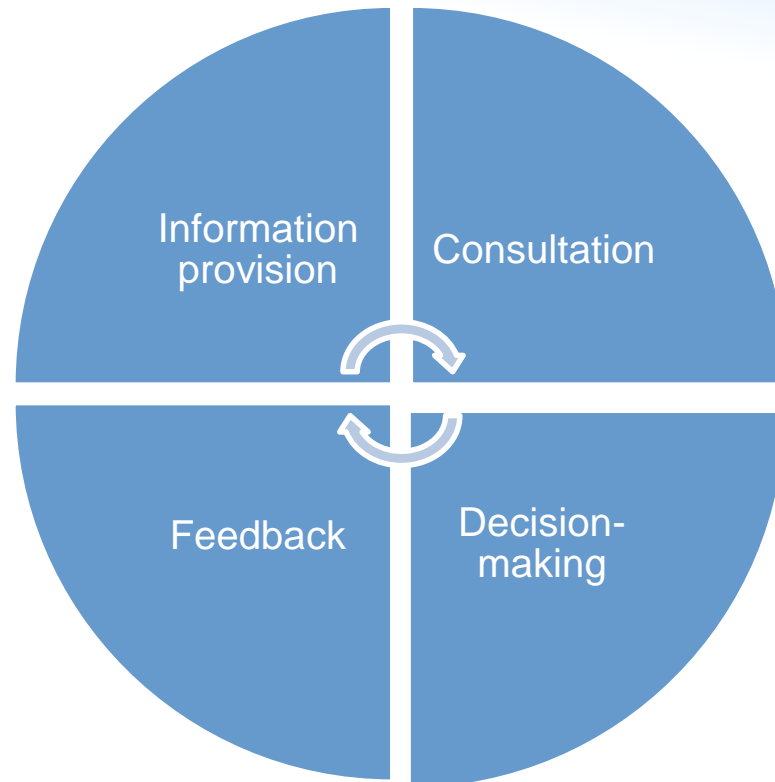 Information
provision
Consultation
Feedback
Decision-
making